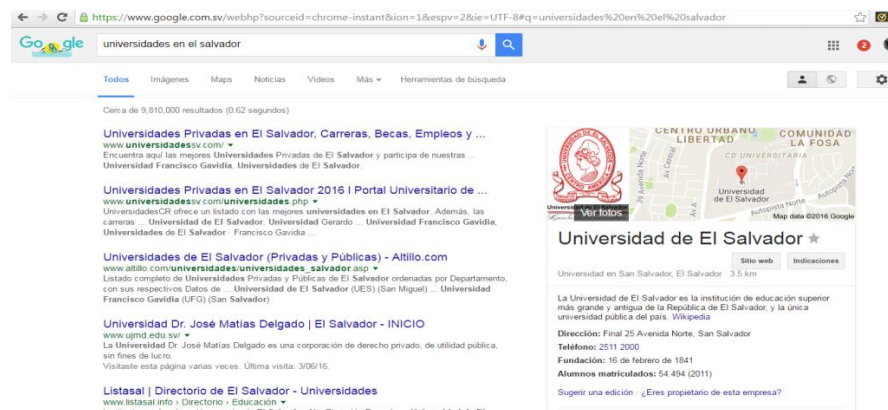 https://www.google.com.sv/webhp?sourceid=chrome-instant&ion=1&espv=2&ie=UTF-8#q=universidades%20en%20el%20salvador
Go gle
universidades en el salvador
2
Todos Imágenes Maps Noticias Videos Más Herramientas de búsqueda
Cerca de 9,810,000 resultados (0.62 segundos)
Universidades Privadas en El Salvador, Carreras, Becas, Empleos y ...
www.universidadessv.com/
Encuentra aquí las mejores Universidades Privadas de El Salvador y participa de nuestras ...
Universidad Francisco Gavidia, Universidades de El Salvador.
Universidades Privadas en El Salvador 2016 I Portal Universitario de ...
www.universidadessv.com/universidades.php
UniversidadesCR ofrece un listado con las mejores universidades en El Salvador. Además, las
carreras ... Universidad de El Salvador. Universidad Gerardo ... Universidad Francisco Gavidia,
Universidades de El Salvador · Francisco Gavidia ...
Universidades de El Salvador (Privadas y Públicas) - Altillo.com
www.altillo.com/universidades/universidades_salvador.asp
Listado completo de Universidades Privadas y Públicas de El Salvador ordenadas por Departamento,
con sus respectivos Datos de ... Universidad de El Salvador (UES) (San Miguel) ... Universidad
Francisco Gavidia (UFG) (San Salvador)
Universidad Dr. José Matías Delgado | El Salvador - INICIO
www.ujmd.edu.sv/
La Universidad Dr. José Matías Delgado es una corporación de derecho privado, de utilidad pública,
sin fines de lucro.
Visitaste esta página varias veces. Última visita: 3/06/16.
Listasal | Directorio de El Salvador - Universidades
www.listasal.info › Directorio › Educación
Ver fotos
CENTRO URBANO
LIBERTAD
COMUNIDAD
LA FOSA
CD UNIVERSITARIA
29 Avenida Norte
Av Central
Av A
Universidad
de El Salvador
Autopista Norte
Autopista
Map data ©2016 Google
Universidad de El Salvador
Sitio web Indicaciones
Universidad en San Salvador, El Salvador · 3.5 km
La Universidad de El Salvador es la institución de educación superior
más grande y antigua de la República de El Salvador, y la única
universidad pública del país. Wikipedia
Dirección: Final 25 Avenida Norte, San Salvador
Teléfono: 2511 2000
Fundación: 16 de febrero de 1841
Alumnos matriculados: 54.494 (2011)
Sugerir una edición · ¿Eres propietario de esta empresa?